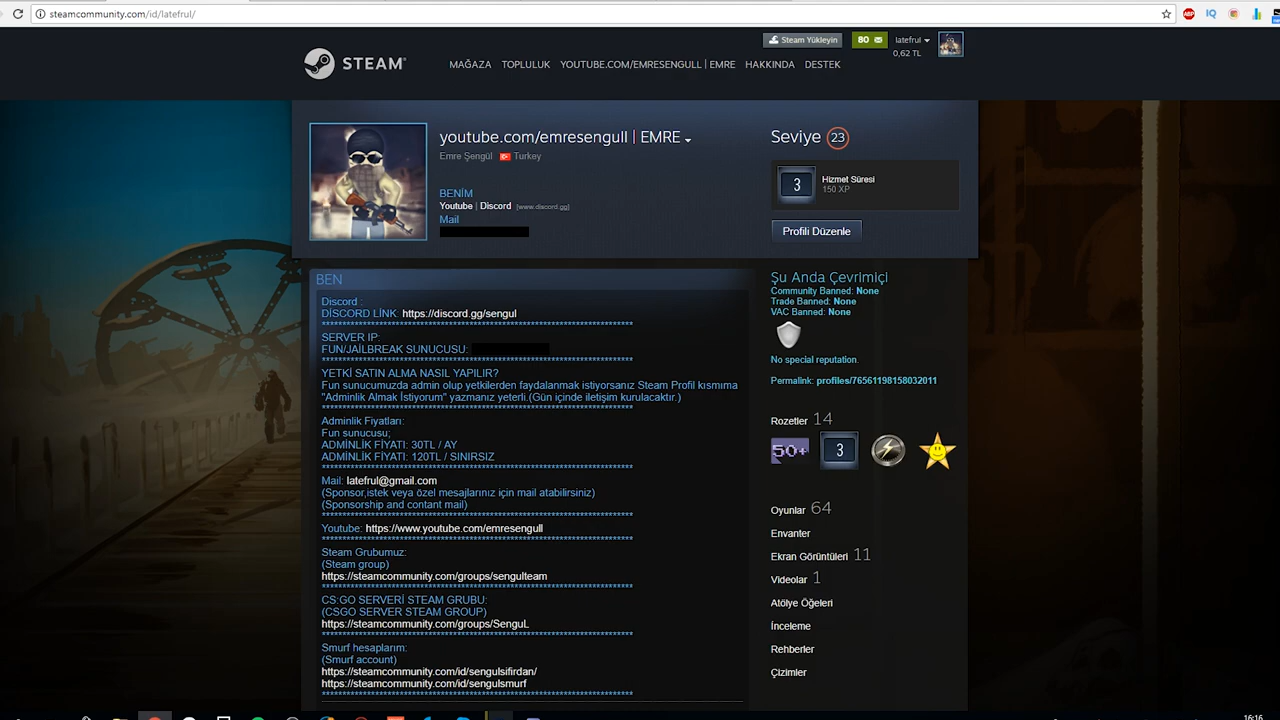 steamcommunity.com/id/latefrul/
ABP
IQ
STEAM
MAĞAZA TOPLULUK YOUTUBE.COM/EMRESENGULL | EMRE HAKKINDA DESTEK
Steam Yükleyin
80
latefrul
0,62 TL
youtube.com/emresengull | EMRE
Emre Şengül Turkey
BENİM
Youtube | Discord [www.discord.gg]
Mail
Seviye 23
3
Hizmet Süresi
150 XP
Profili Düzenle
BEN
Discord :
DİSCORD LİNK https://discord.gg/sengul
***************************************************************************
SERVER IP:
FUN/JAİLBREAK SUNUCUSU:
***************************************************************************
YETKİ SATIN ALMA NASIL YAPILIR?
Fun sunucumuzda admin olup yetkilerden faydalanmak istiyorsanız Steam Profil kısmıma
"Adminlik Almak İstiyorum" yazmanız yeterli.(Gün içinde iletişim kurulacaktır.)
***************************************************************************
Adminlik Fiyatları:
Fun sunucusu;
ADMİNLİK FİYATI: 30TL / AY
ADMİNLİK FİYATI: 120TL / SINIRSIZ
***************************************************************************
Mail: latefrul@gmail.com
(Sponsor,istek veya özel mesajlarınız için mail atabilirsiniz)
(Sponsorship and contant mail)
***************************************************************************
Youtube: https://www.youtube.com/emresengull
***************************************************************************
Steam Grubumuz:
(Steam group)
https://steamcommunity.com/groups/sengulteam
***************************************************************************
CS:GO SERVERİ STEAM GRUBU:
(CSGO SERVER STEAM GROUP)
https://steamcommunity.com/groups/SenguL
***************************************************************************
Smurf hesaplarım:
(Smurf account)
https://steamcommunity.com/id/sengulsifirdan/
https://steamcommunity.com/id/sengulsmurf
***************************************************************************
Şu Anda Çevrimiçi
Community Banned: None
Trade Banned: None
VAC Banned: None
No special reputation.
Permalink: profiles/76561198158032011
Rozetler 14
50+
3
Oyunlar 64
Envanter
Ekran Görüntüleri 11
Videolar 1
Atölye Öğeleri
İnceleme
Rehberler
Çizimler
16:16